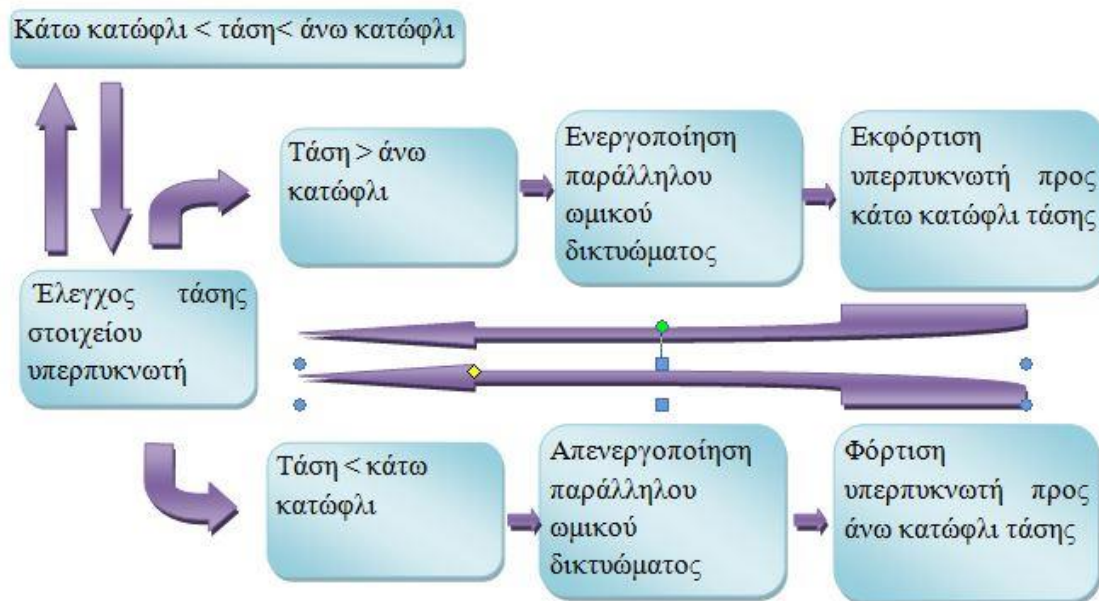 Κάτω κατώφλι < τάση< άνω κατώφλι
Τάση > άνω
κατώφλι
Ενεργοποίηση
παράλληλου
ωμικού
δικτυώματος
Εκφόρτιση
υπερπυκνωτή προς
κάτω κατώφλι τάσης
Έλεγχος τάσης
στοιχείου
υπερπυκνωτή
Τάση < κάτω
κατώφλι
Απενεργοποίηση
παράλληλου
ωμικού
δικτυώματος
Φόρτιση
υπερπυκνωτή προς
άνω κατώφλι τάσης